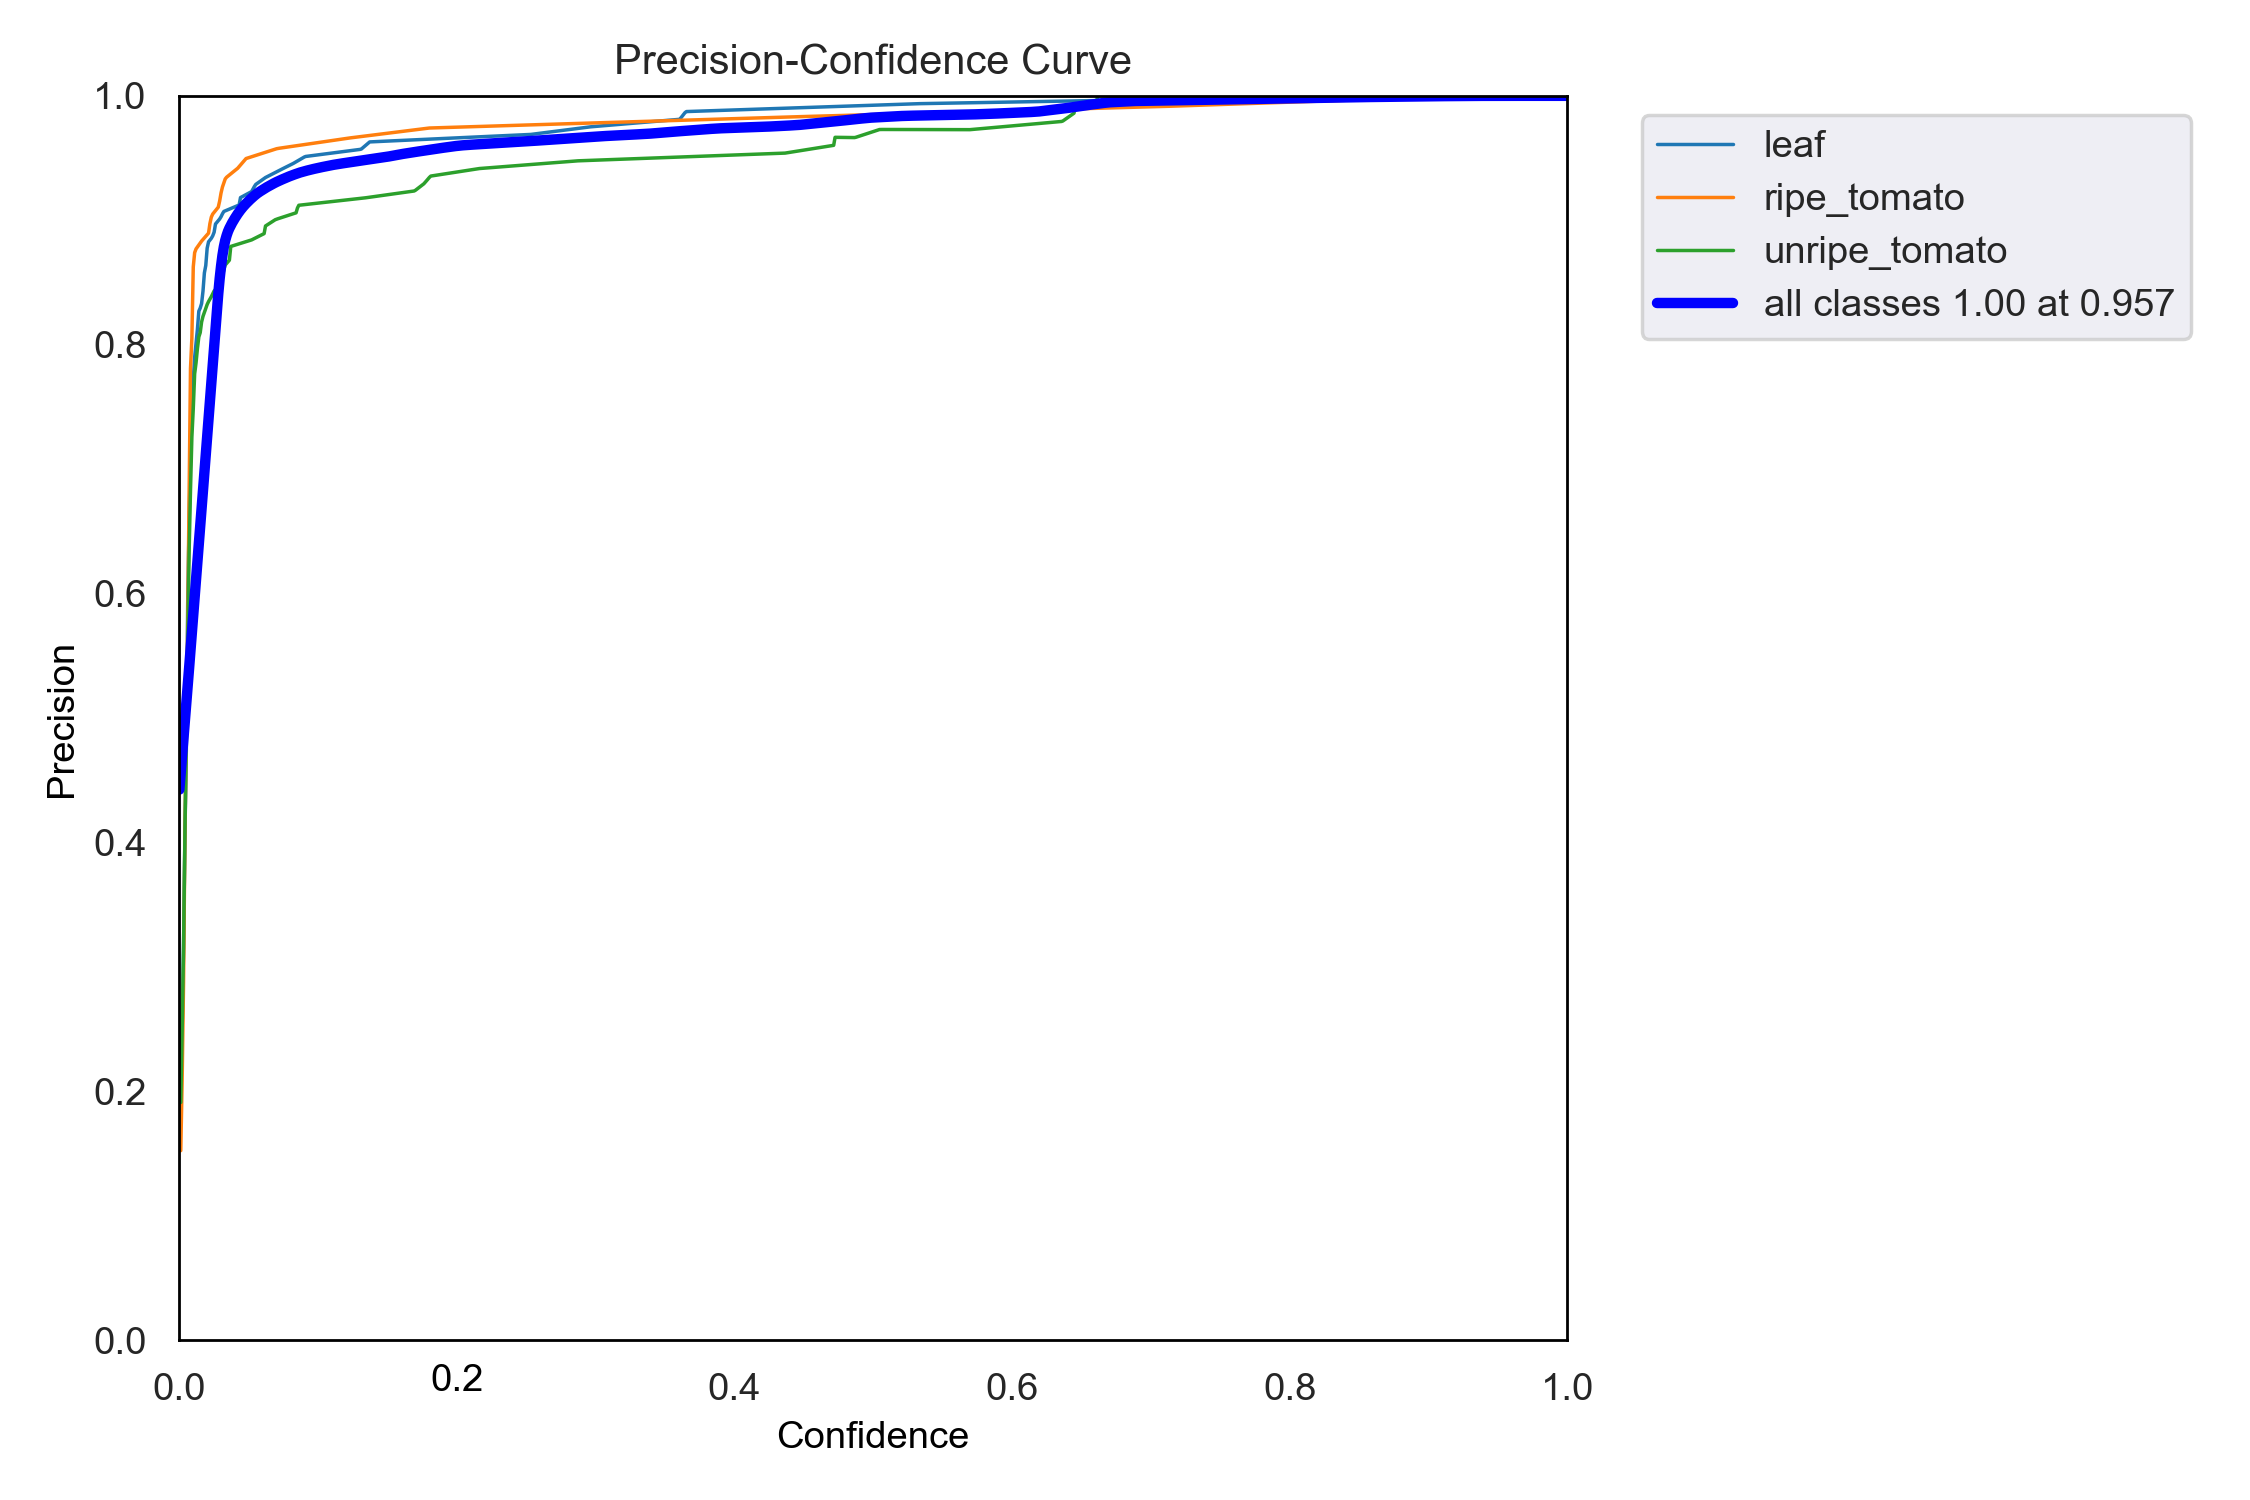 Precision-Confidence Curve
1.0
0.8
0.6
0.4
0.2
0.0
Precision
0.0
0.2
0.4
0.6
0.8
1.0
Confidence
leaf
ripe_tomato
unripe_tomato
all classes 1.00 at 0.957